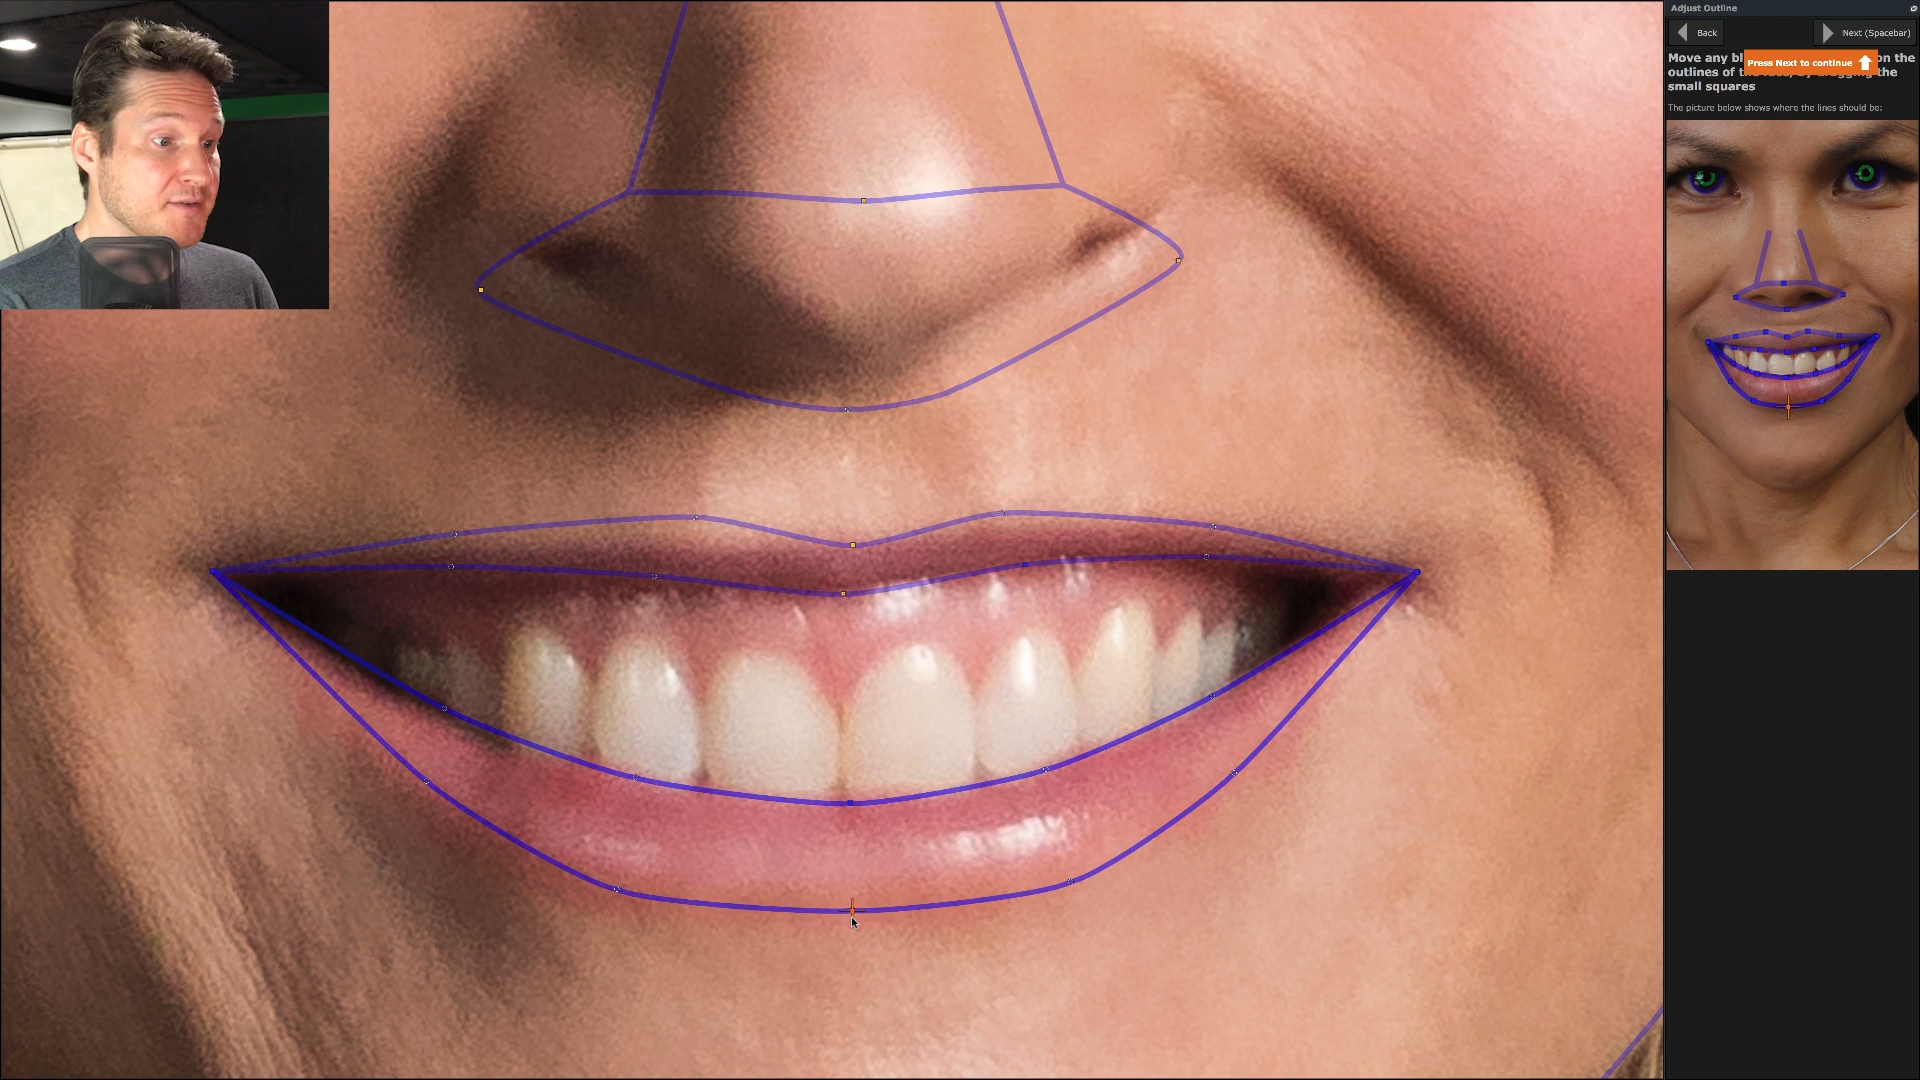 Adjust Outline
Back
Next (Spacebar)
Move any bl on the
Press Next to continue
outlines of the
small squares
The picture below shows where the lines should be: